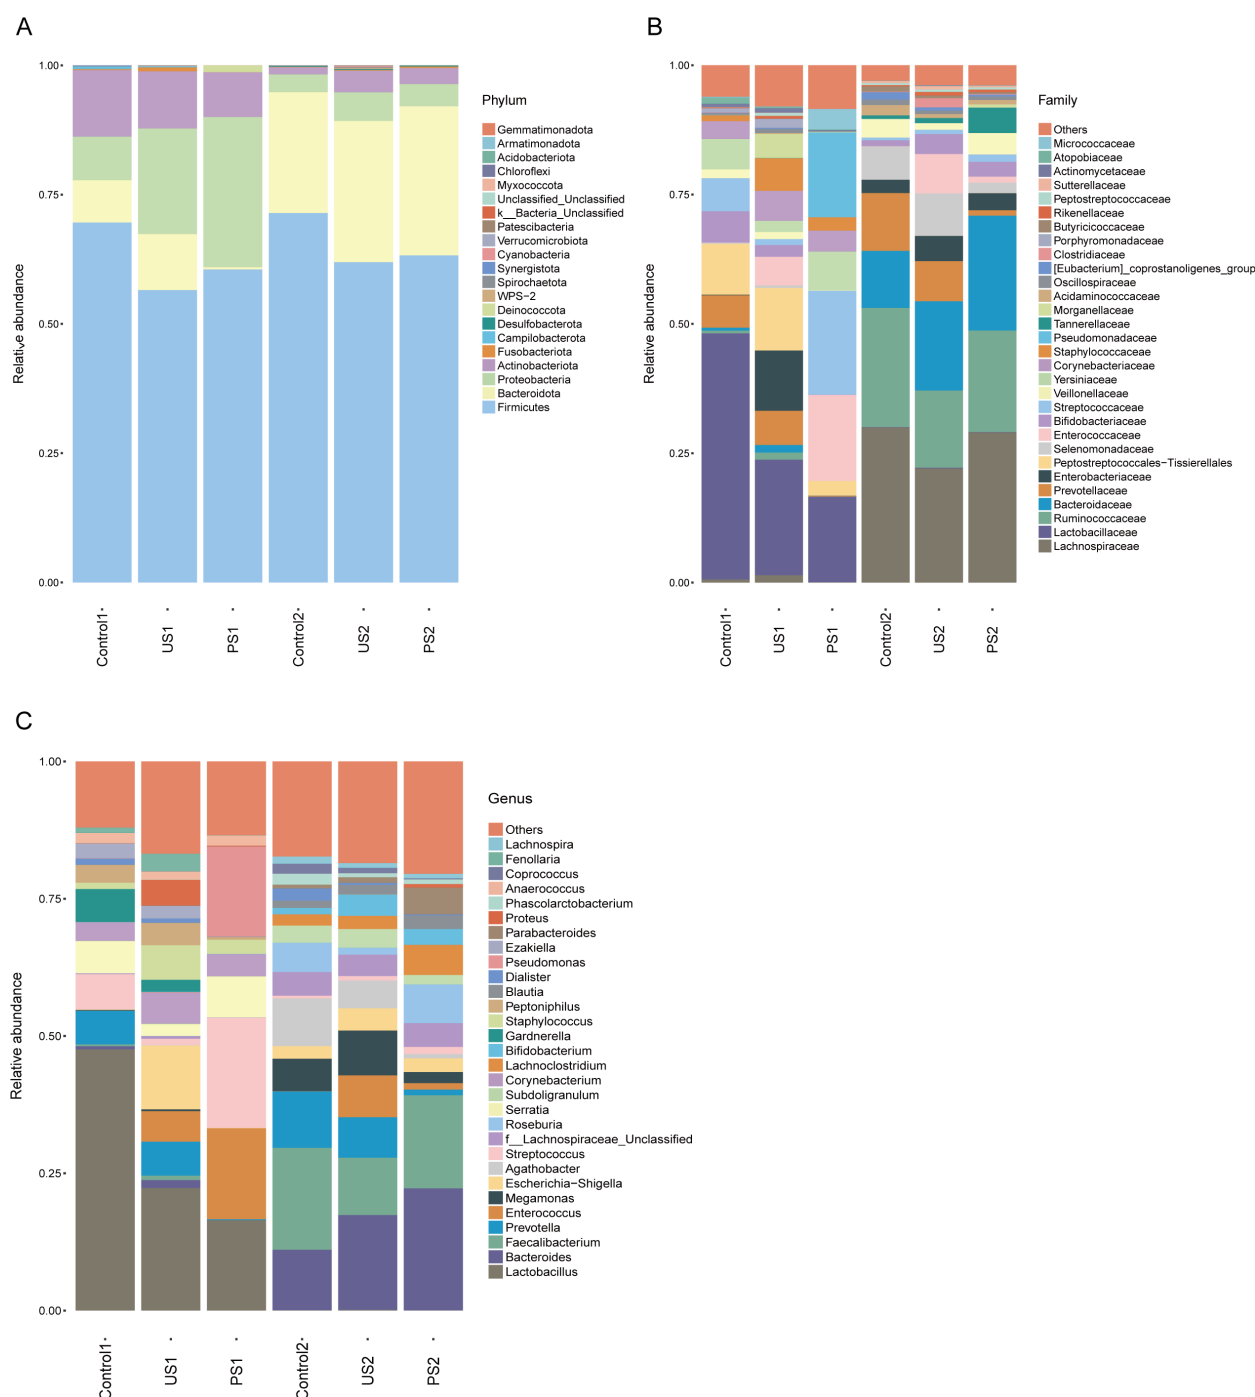 A
1.00
0.75
0.50
0.25
0.00
Relative abundance
Control1
US1
PS1
Control2
US2
PS2
Phylum
Gemmatimonadota
Armatimonadota
Acidobacteriota
Chloroflexi
Myxococcota
Unclassified_Unclassified
k__Bacteria_Unclassified
Patescibacteria
Verrucomicrobiota
Cyanobacteria
Synergistota
Spirochaetota
WPS-2
Deinococcota
Desulfobacterota
Campilobacterota
Fusobacteriota
Actinobacteriota
Proteobacteria
Bacteroidota
Firmicutes
B
1.00
0.75
0.50
0.25
0.00
Relative abundance
Control1
US1
PS1
Control2
US2
PS2
Family
Others
Micrococcaceae
Atopobiaceae
Actinomycetaceae
Sutterellaceae
Peptostreptococcaceae
Rikenellaceae
Butyricicoccaceae
Porphyromonadaceae
Clostridiaceae
[Eubacterium]_coprostanoligenes_group
Oscillospiraceae
Acidaminococcaceae
Morganellaceae
Tannerellaceae
Pseudomonadaceae
Staphylococcaceae
Corynebacteriaceae
Yersiniaceae
Veillonellaceae
Streptococcaceae
Bifidobacteriaceae
Enterococcaceae
Selenomonadaceae
Peptostreptococcales-Tissierellales
Enterobacteriaceae
Prevotellaceae
Bacteroidaceae
Ruminococcaceae
Lactobacillaceae
Lachnospiraceae
C
1.00
0.75
0.50
0.25
0.00
Relative abundance
Control1
US1
PS1
Control2
US2
PS2
Genus
Others
Lachnospira
Fenollaria
Coprococcus
Anaerococcus
Phascolarctobacterium
Proteus
Parabacteroides
Ezakiella
Pseudomonas
Dialister
Blautia
Peptoniphilus
Staphylococcus
Gardnerella
Bifidobacterium
Lachnoclostridium
Corynebacterium
Subdoligranulum
Serratia
Roseburia
f__Lachnospiraceae_Unclassified
Streptococcus
Agathobacter
Escherichia-Shigella
Megamonas
Enterococcus
Prevotella
Faecalibacterium
Bacteroides
Lactobacillus